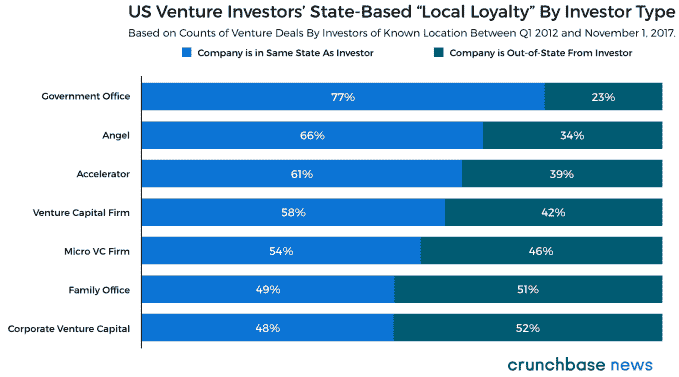 US Venture Investors’ State-Based “Local Loyalty” By Investor Type
Based on Counts of Venture Deals By Investors of Known Location Between Q1 2012 and November 1, 2017.
Company is in Same State As Investor Company is Out-of-State From Investor
Government Office 77% 23%
Angel 66% 34%
Accelerator 61% 39%
Venture Capital Firm 58% 42%
Micro VC Firm 54% 46%
Family Office 49% 51%
Corporate Venture Capital 48% 52%
crunchbase news